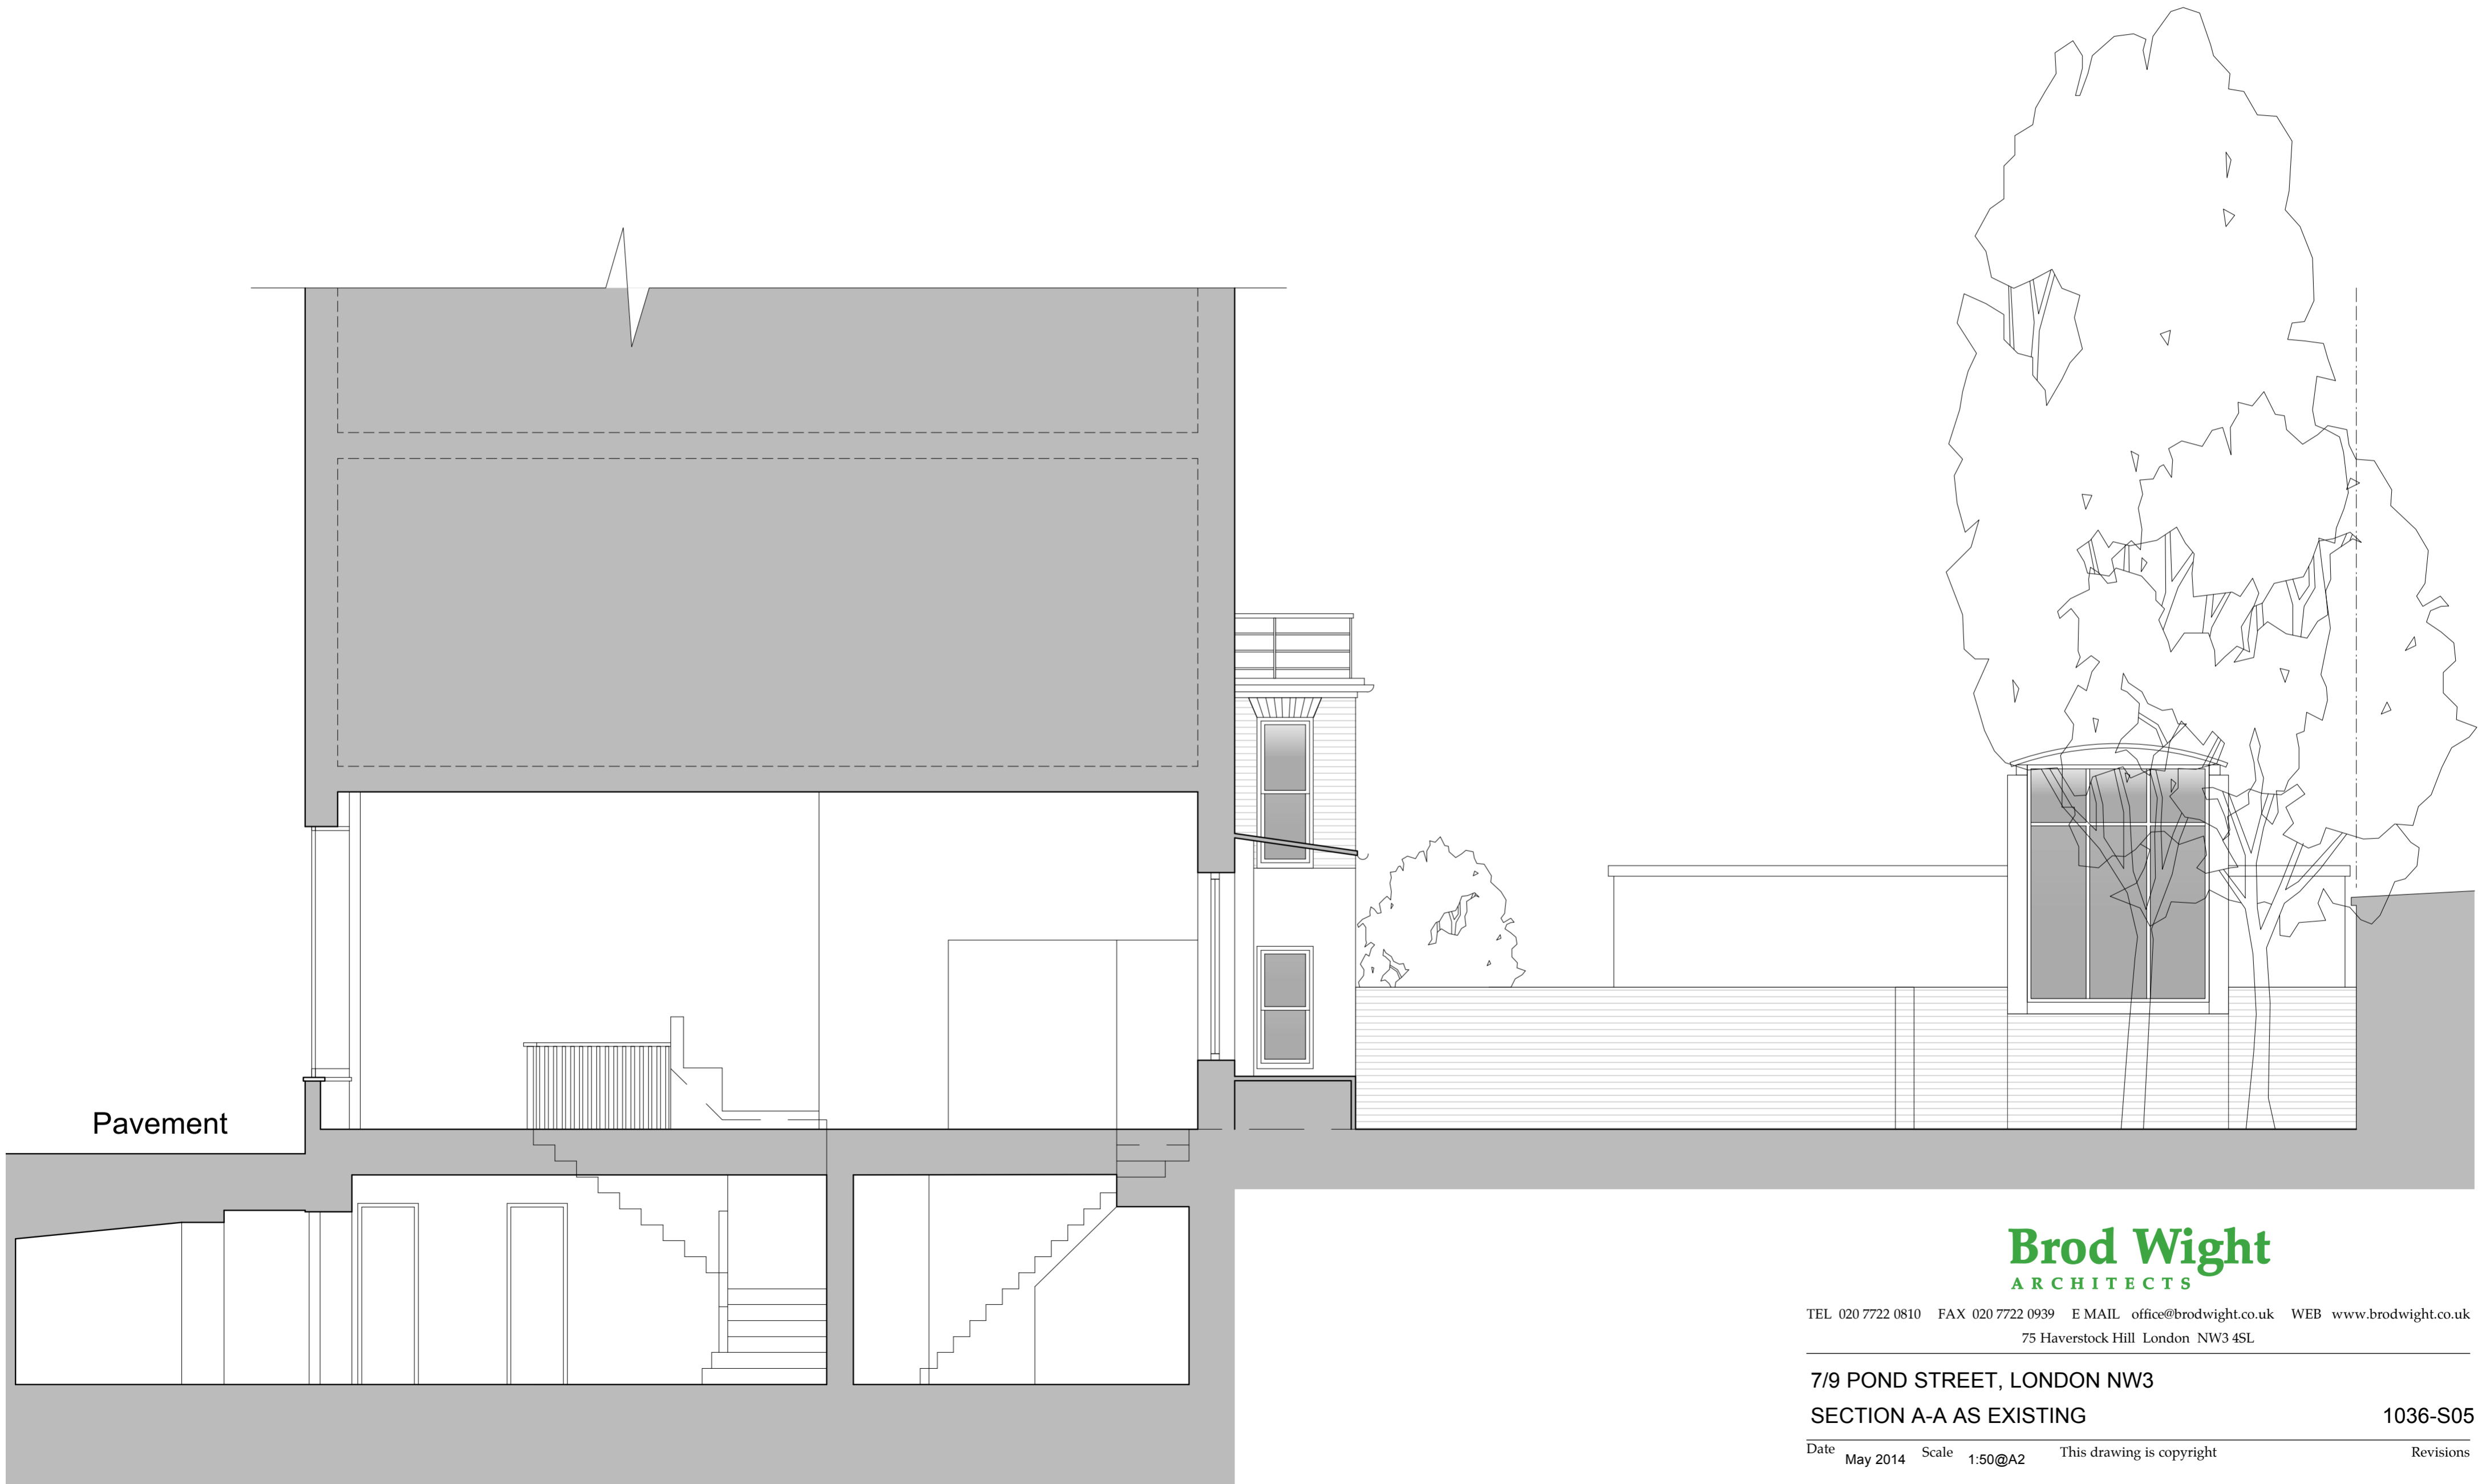 Pavement
Brod Wight
ARCHITECTS
TEL 020 7722 0810 FAX 020 7722 0939 E MAIL office@brodwight.co.uk WEB www.brodwight.co.uk
75 Haverstock Hill London NW3 4SL
7/9 POND STREET, LONDON NW3
SECTION A-A AS EXISTING 1036-S05
Date May 2014 Scale 1:50@A2 This drawing is copyright Revisions